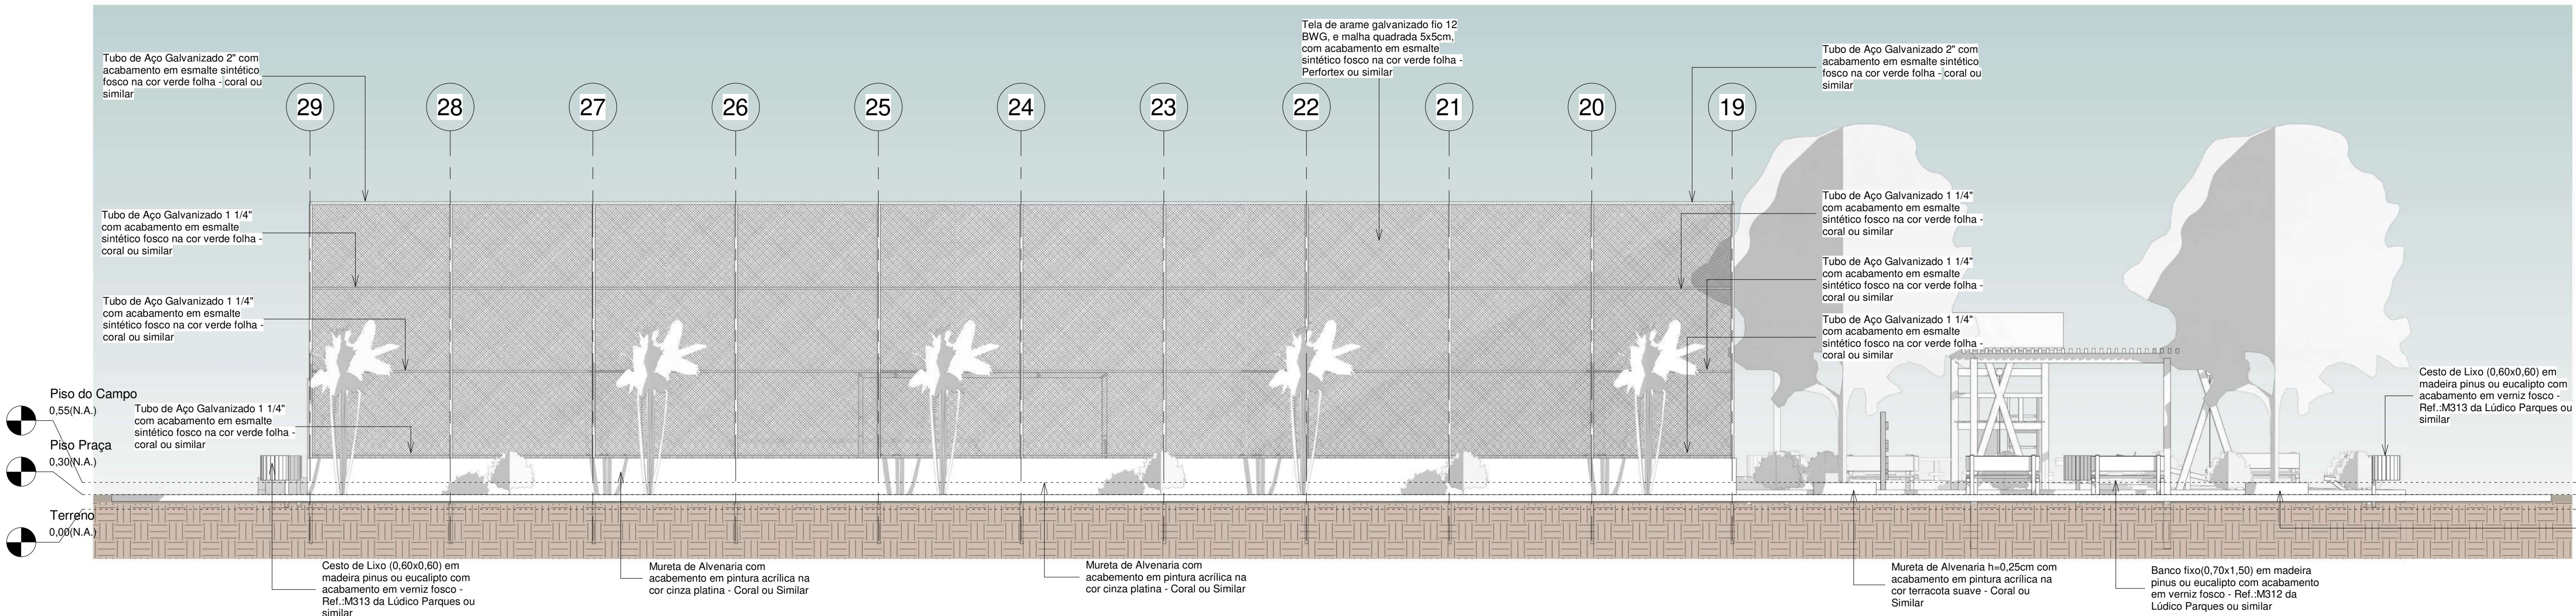 Tubo de Aço Galvanizado 2" com
acabamento em esmalte sintético
fosco na cor verde folha - coral ou
similar
Tela de arame galvanizado fio 12
BWG, e malha quadrada 5x5cm,
com acabamento em esmalte
sintético fosco na cor verde folha -
Perfortex ou similar
Tubo de Aço Galvanizado 2" com
acabamento em esmalte sintético
fosco na cor verde folha - coral ou
similar
29
28
27
26
25
24
23
22
21
20
19
Tubo de Aço Galvanizado 1 1/4"
com acabamento em esmalte
sintético fosco na cor verde folha -
coral ou similar
Tubo de Aço Galvanizado 1 1/4"
com acabamento em esmalte
sintético fosco na cor verde folha -
coral ou similar
Tubo de Aço Galvanizado 1 1/4"
com acabamento em esmalte
sintético fosco na cor verde folha -
coral ou similar
Tubo de Aço Galvanizado 1 1/4"
com acabamento em esmalte
sintético fosco na cor verde folha -
coral ou similar
Tubo de Aço Galvanizado 1 1/4"
com acabamento em esmalte
sintético fosco na cor verde folha -
coral ou similar
Tubo de Aço Galvanizado 1 1/4"
com acabamento em esmalte
sintético fosco na cor verde folha -
coral ou similar
Piso do Campo
0,55(N.A.)
Piso Praça
0,30(N.A.)
Terreno
0,00(N.A.)
Cesto de Lixo (0,60x0,60) em
madeira pinus ou eucalipto com
acabamento em verniz fosco -
Ref.:M313 da Lúdico Parques ou
similar
Cesto de Lixo (0,60x0,60) em
madeira pinus ou eucalipto com
acabamento em verniz fosco -
Ref.:M313 da Lúdico Parques ou
similar
Mureta de Alvenaria com
acabemento em pintura acrílica na
cor cinza platina - Coral ou Similar
Mureta de Alvenaria com
acabemento em pintura acrílica na
cor cinza platina - Coral ou Similar
Mureta de Alvenaria h=0,25cm com
acabamento em pintura acrílica na
cor terracota suave - Coral ou
Similar
Banco fixo(0,70x1,50) em madeira
pinus ou eucalipto com acabamento
em verniz fosco - Ref.:M312 da
Lúdico Parques ou similar